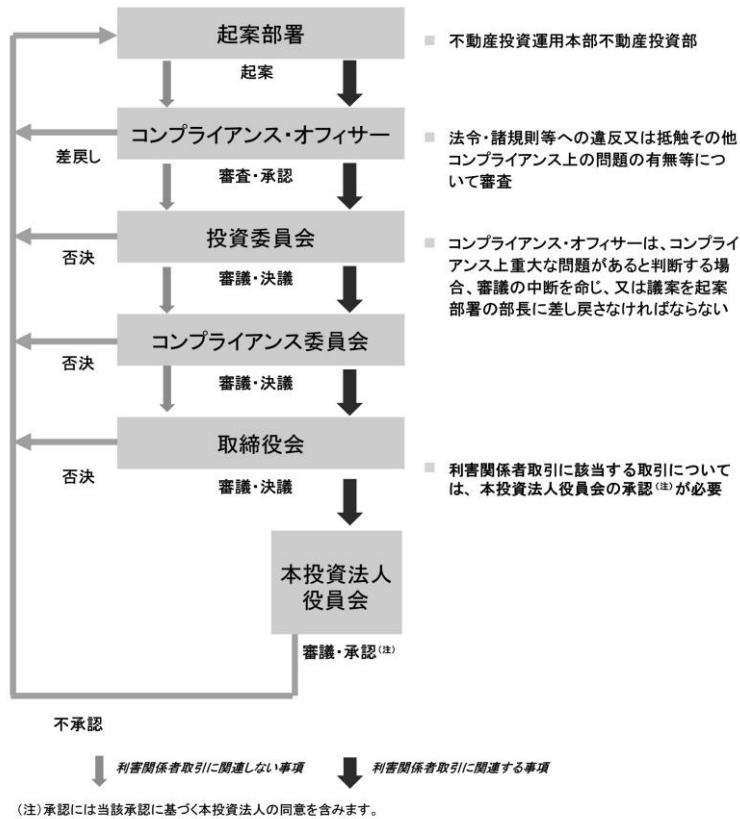 起案部署
不動産投資運用本部不動産投資部
起案
コンプライアンス・オフィサー
差戻し
審査・承認
法令・諸規則等への違反又は抵触その他
コンプライアンス上の問題の有無等につ
いて審査
投資委員会
否決
審議・決議
コンプライアンス・オフィサーは、コンプライ
アンス上重大な問題があると判断する場
合、審議の中断を命じ、又は議案を起案
部署の部長に差し戻さなければならない
コンプライアンス委員会
否決
審議・決議
取締役会
否決
審議・決議
利害関係者取引に該当する取引について
は、本投資法人役員会の承認(注)が必要
本投資法人
役員会
審議・承認(注)
不承認
利害関係者取引に関連しない事項
利害関係者取引に関連する事項
(注)承認には当該承認に基づく本投資法人の同意を含みます。